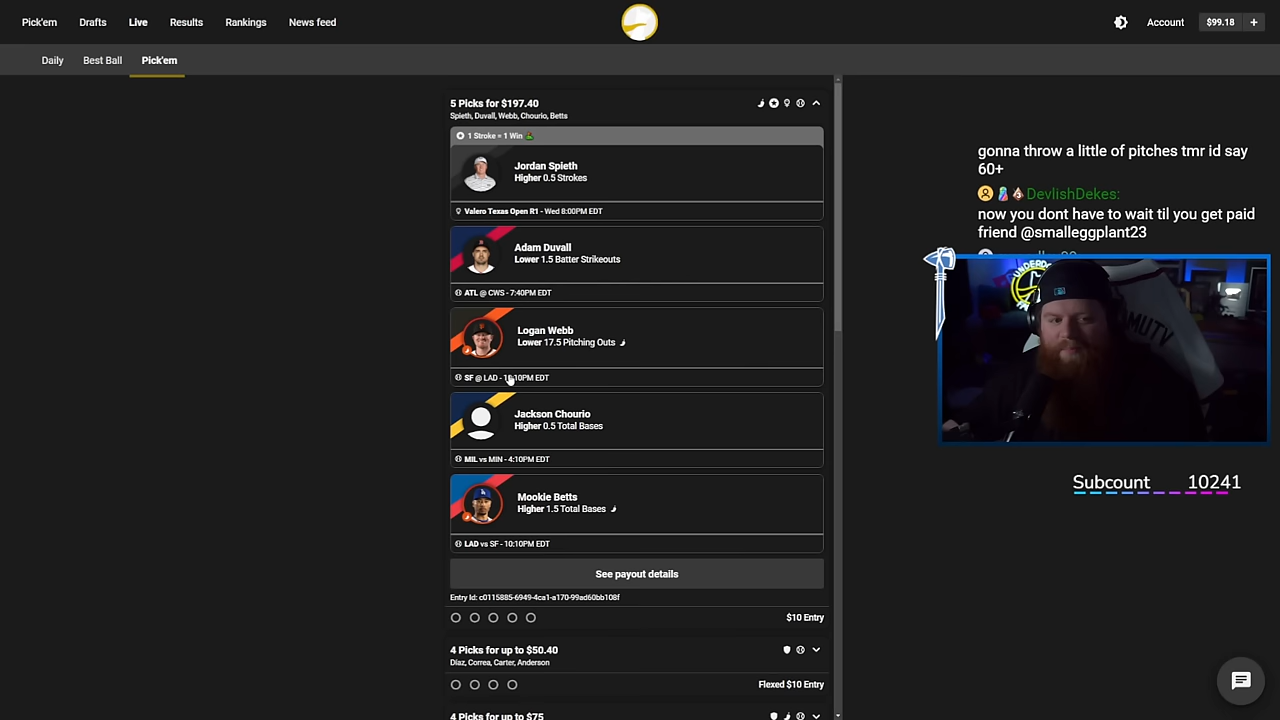 Pick'em
Drafts
Live
Results
Rankings
News feed
Account
$99.18 +
Daily
Best Ball
Pick'em
5 Picks for $197.40
Spieth, Duvall, Webb, Chourio, Betts
1 Stroke = 1 Win
Jordan Spieth
Higher 0.5 Strokes
Valero Texas Open R1 - Wed 8:00PM EDT
Adam Duvall
Lower 1.5 Batter Strikeouts
ATL @ CWS - 7:40PM EDT
Logan Webb
Lower 17.5 Pitching Outs
SF @ LAD - 10:10PM EDT
Jackson Chourio
Higher 0.5 Total Bases
MIL vs MIN - 4:10PM EDT
Mookie Betts
Higher 1.5 Total Bases
LAD vs SF - 10:10PM EDT
See payout details
Entry Id: c0115885-6949-4ca1-a170-99ad60bb108f
$10 Entry
4 Picks for up to $50.40
Díaz, Correa, Carter, Anderson
Flexed $10 Entry
4 Picks for up to $75
gonna throw a little of pitches tmr id say
60+
DevlishDekes:
now you dont have to wait til you get paid
friend @smalleggplant23
Subcount 10241